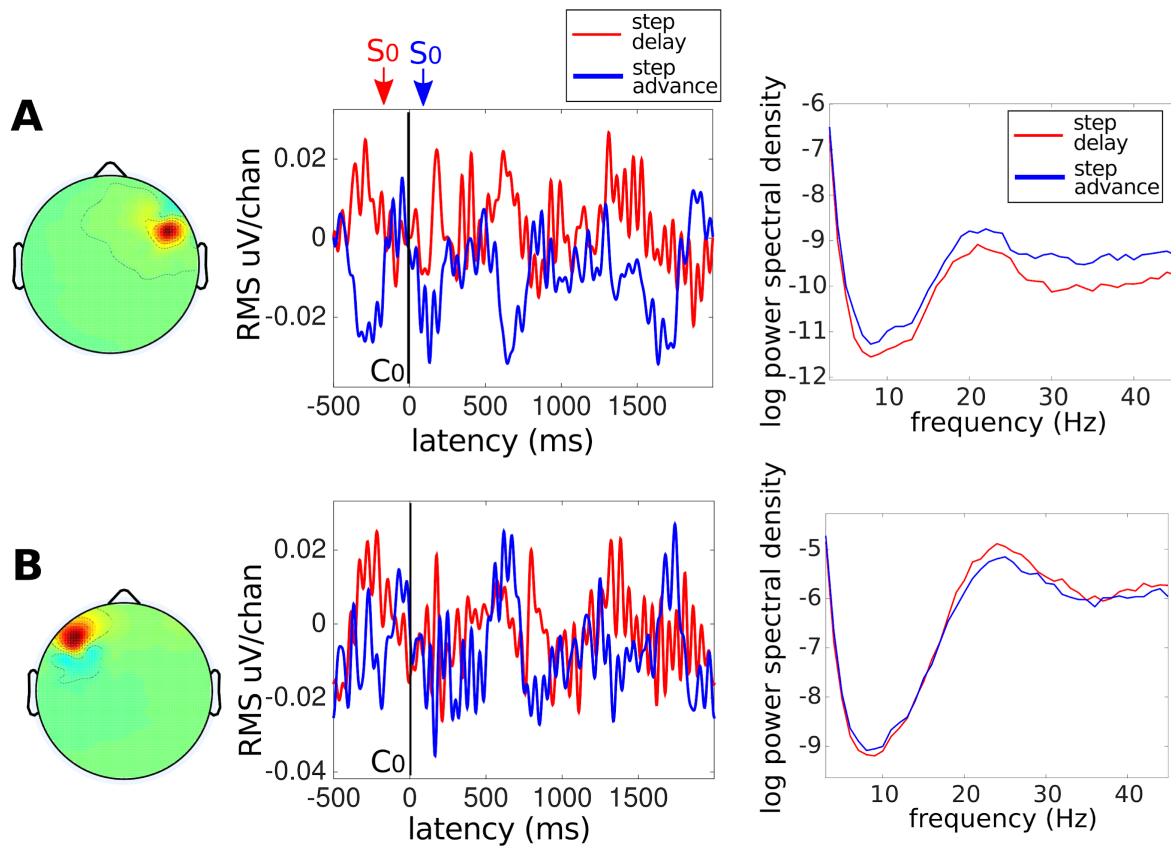 step
delay
step
advance
S0
S0
A
RMS uV/chan
0.02
0
-0.02
C0
-500
0
500
1000
1500
latency (ms)
log power spectral density
-6
-7
-8
-9
-10
-11
-12
step
delay
step
advance
10
20
30
40
frequency (Hz)
B
RMS uV/chan
0.02
0
-0.02
-0.04
C0
-500
0
500
1000
1500
latency (ms)
log power spectral density
-5
-6
-7
-8
-9
10
20
30
40
frequency (Hz)